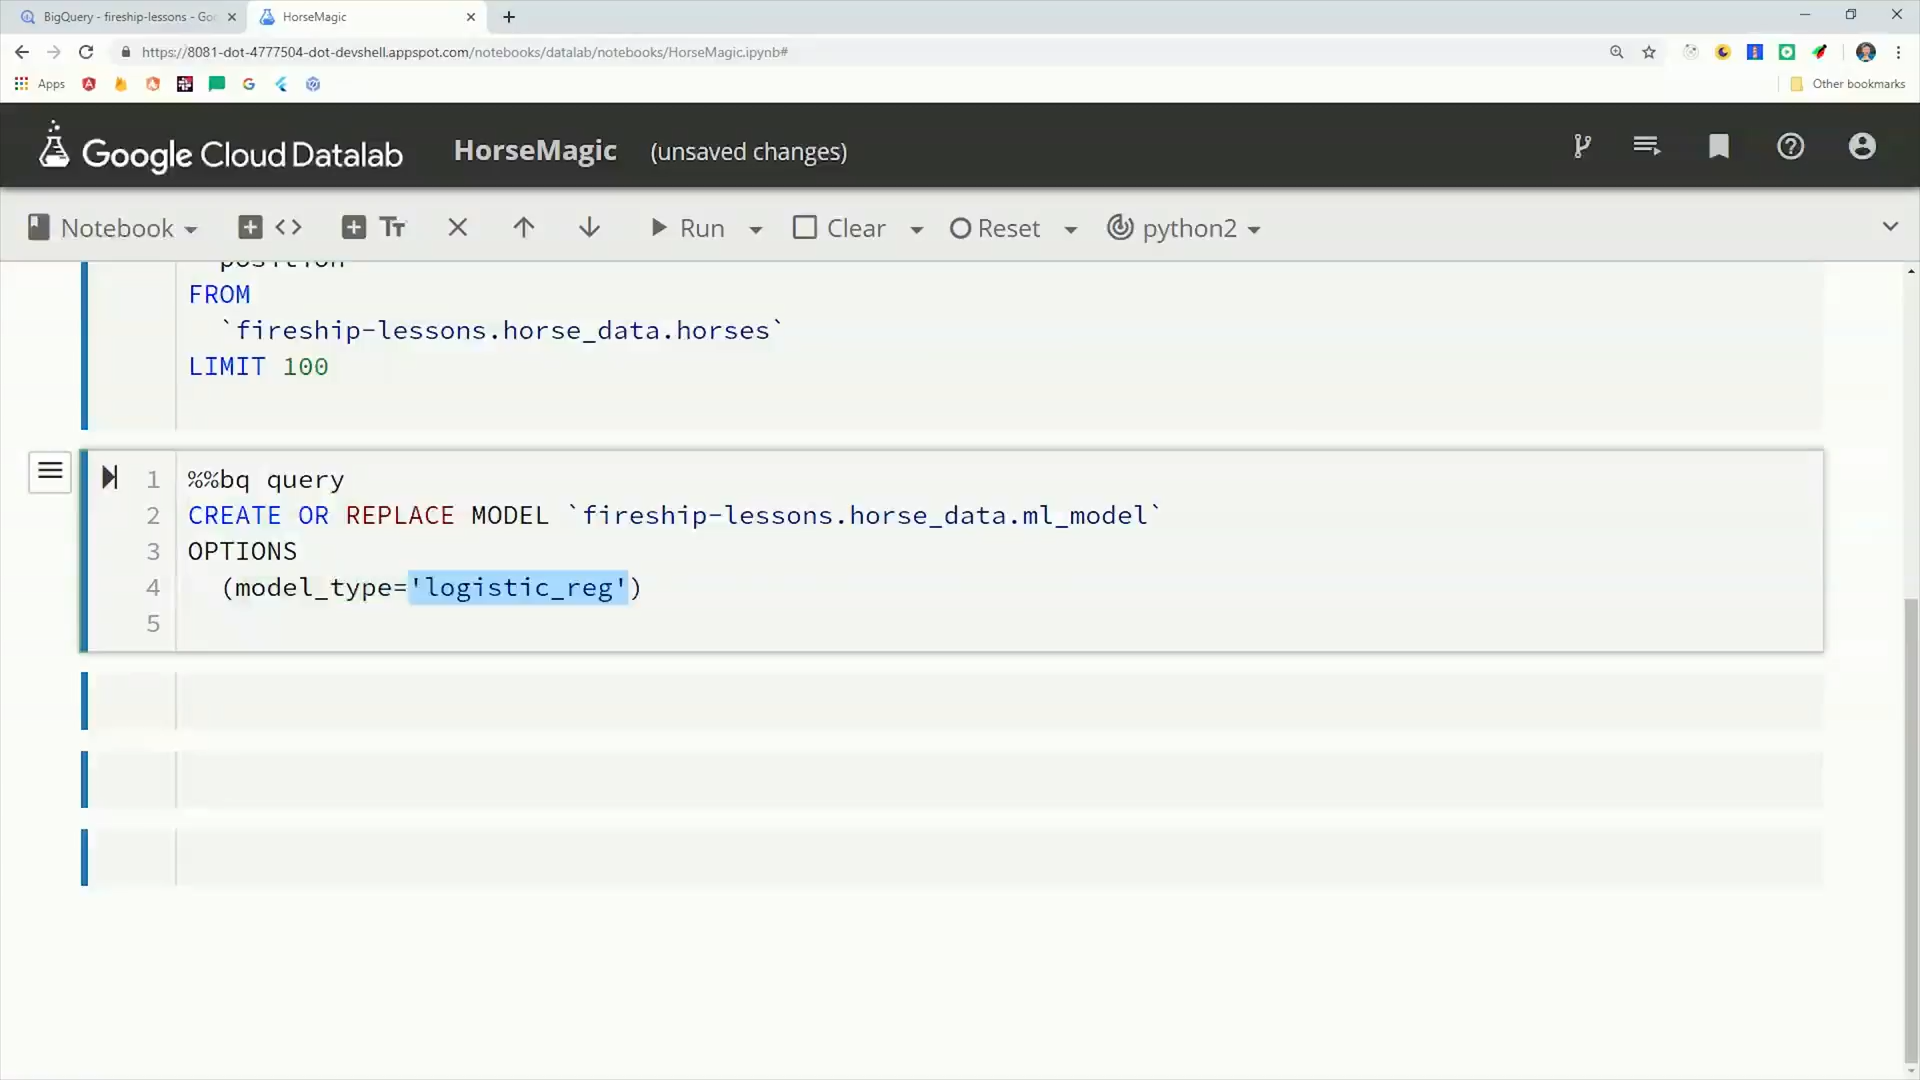 BigQuery - fireship-lessons - Go
HorseMagic
https://8081-dot-4777504-dot-devshell.appspot.com/notebooks/datalab/notebooks/HorseMagic.ipynb#
Apps
Other bookmarks
Google Cloud Datalab
HorseMagic
(unsaved changes)
Notebook
Tт
Run
Clear
Reset
python2
position
FROM
`fireship-lessons.horse_data.horses`
LIMIT 100
1 %%bq query
2 CREATE OR REPLACE MODEL `fireship-lessons.horse_data.ml_model`
3 OPTIONS
4 (model_type='logistic_reg')
5